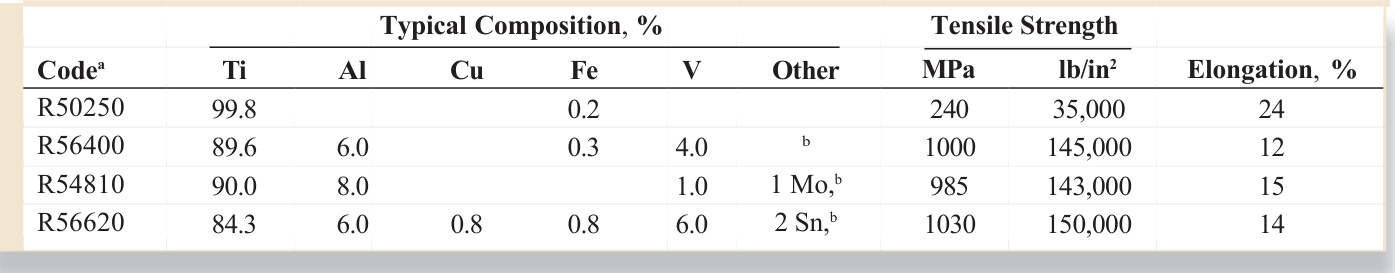 Typical Composition, % Tensile Strength
Codeᵃ Ti Al Cu Fe V Other MPa lb/in² Elongation, %
R50250 99.8 0.2 240 35,000 24
R56400 89.6 6.0 0.3 4.0 ᵇ 1000 145,000 12
R54810 90.0 8.0 1.0 1 Mo,ᵇ 985 143,000 15
R56620 84.3 6.0 0.8 0.8 6.0 2 Sn,ᵇ 1030 150,000 14